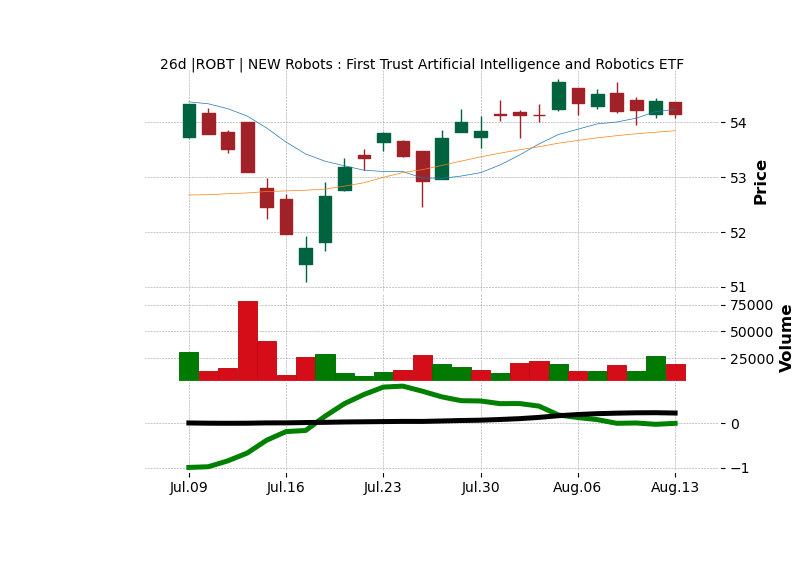 26d |ROBT | NEW Robots : First Trust Artificial Intelligence and Robotics ETF
54
53
52
51
Price
75000
50000
25000
Volume
0
−1
Jul.09 Jul.16 Jul.23 Jul.30 Aug.06 Aug.13